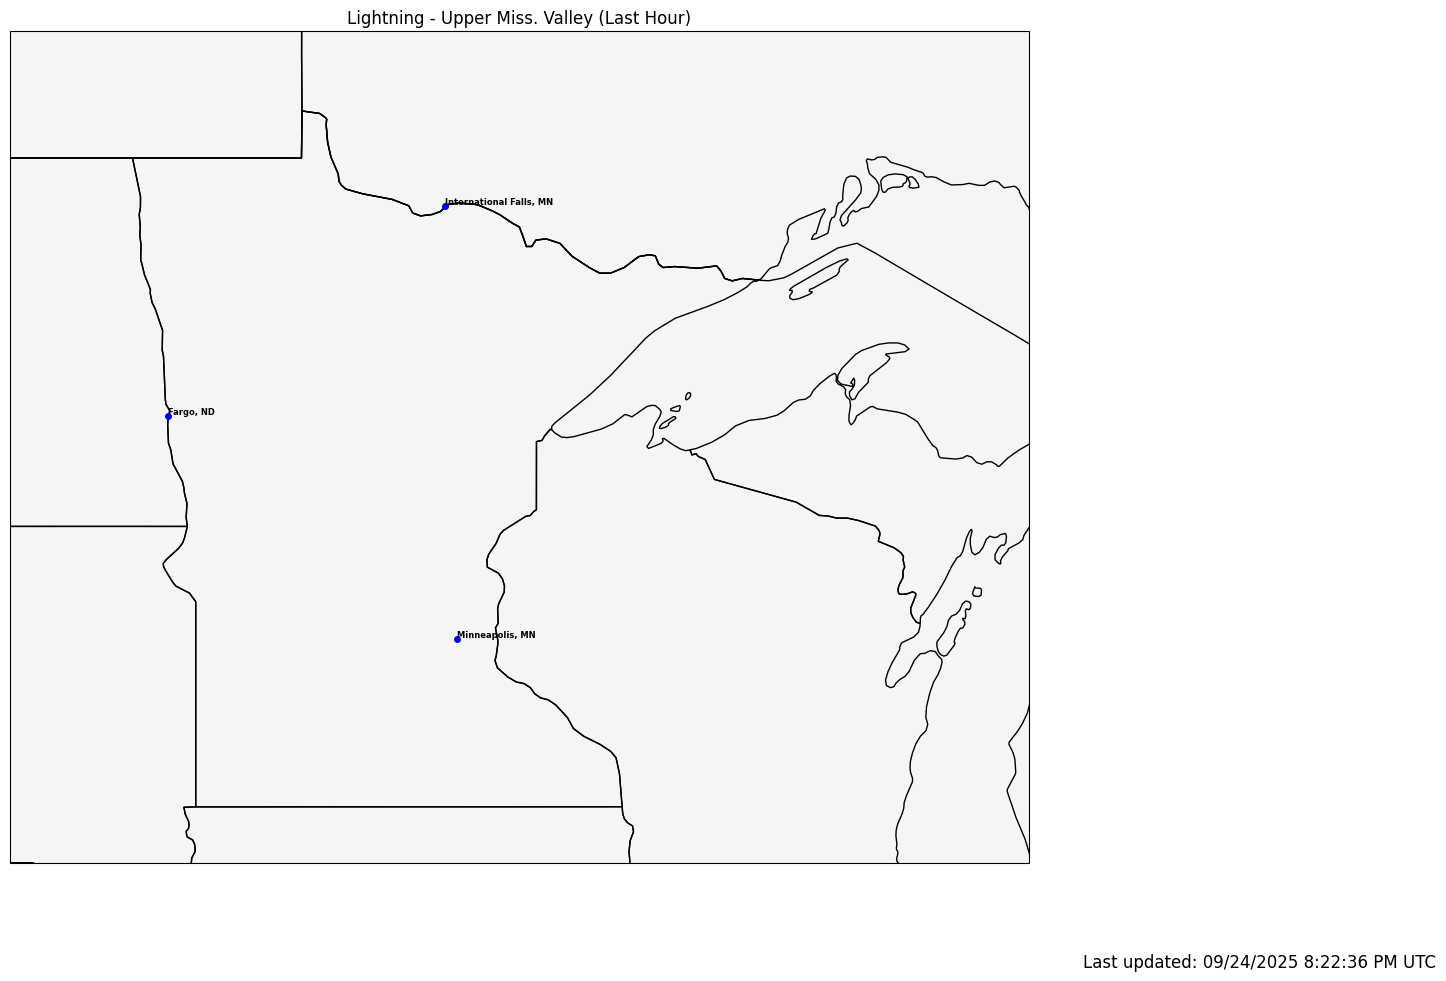 Lightning - Upper Miss. Valley (Last Hour)
International Falls, MN
Fargo, ND
Minneapolis, MN
Last updated: 09/24/2025 8:22:36 PM UTC